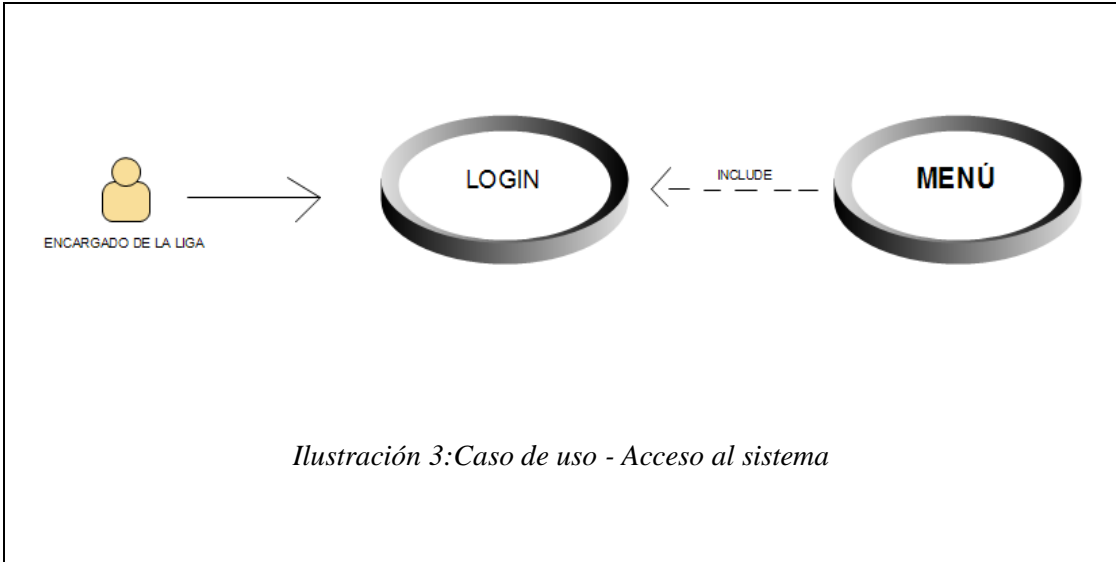 LOGIN
INCLUDE
MENÚ
ENCARGADO DE LA LIGA
Ilustración 3:Caso de uso - Acceso al sistema